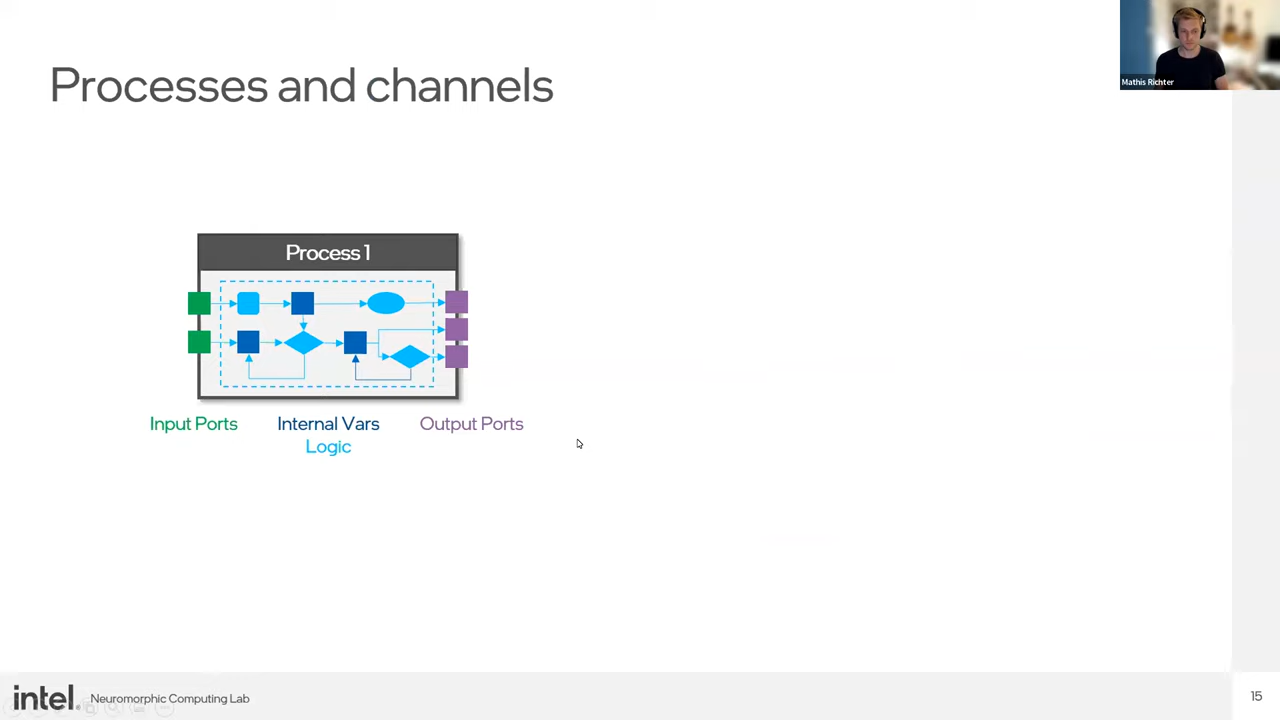 Mathis Richter
Processes and channels
Process 1
Input Ports
Internal Vars
Output Ports
Logic
intel.
Neuromorphic Computing Lab
15